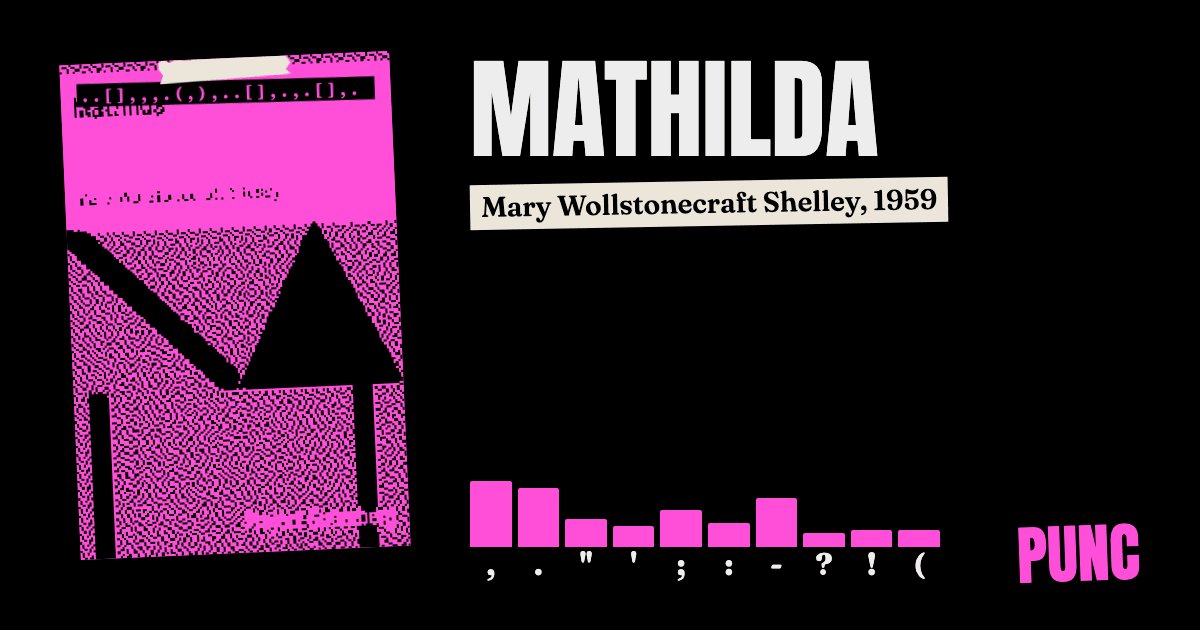 ..[],,,.(,),..[],.,.[],.
MATHILDA
Mary Wollstonecraft Shelley, 1959
, . " ' ; : - ? ! (
PUNC